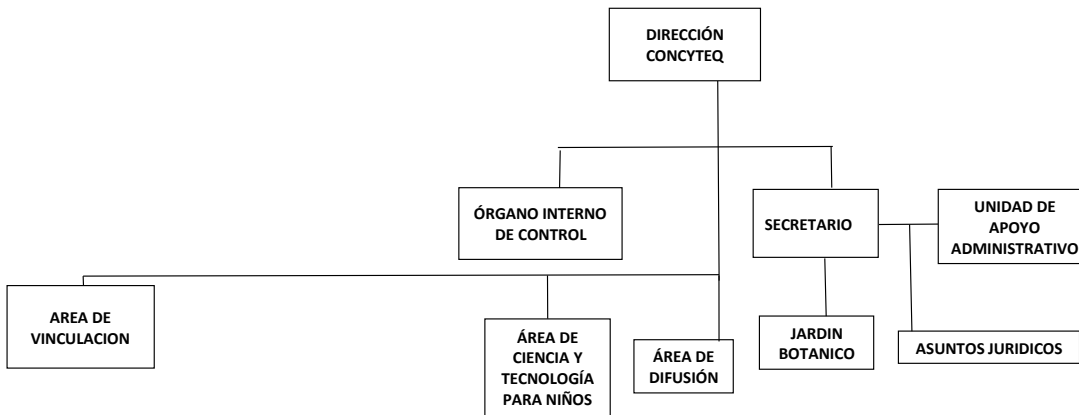 DIRECCIÓN
CONCYTEQ
ÓRGANO INTERNO
DE CONTROL
SECRETARIO
UNIDAD DE
APOYO
ADMINISTRATIVO
AREA DE
VINCULACION
ÁREA DE
CIENCIA Y
TECNOLOGÍA
PARA NIÑOS
ÁREA DE
DIFUSIÓN
JARDIN
BOTANICO
ASUNTOS JURIDICOS